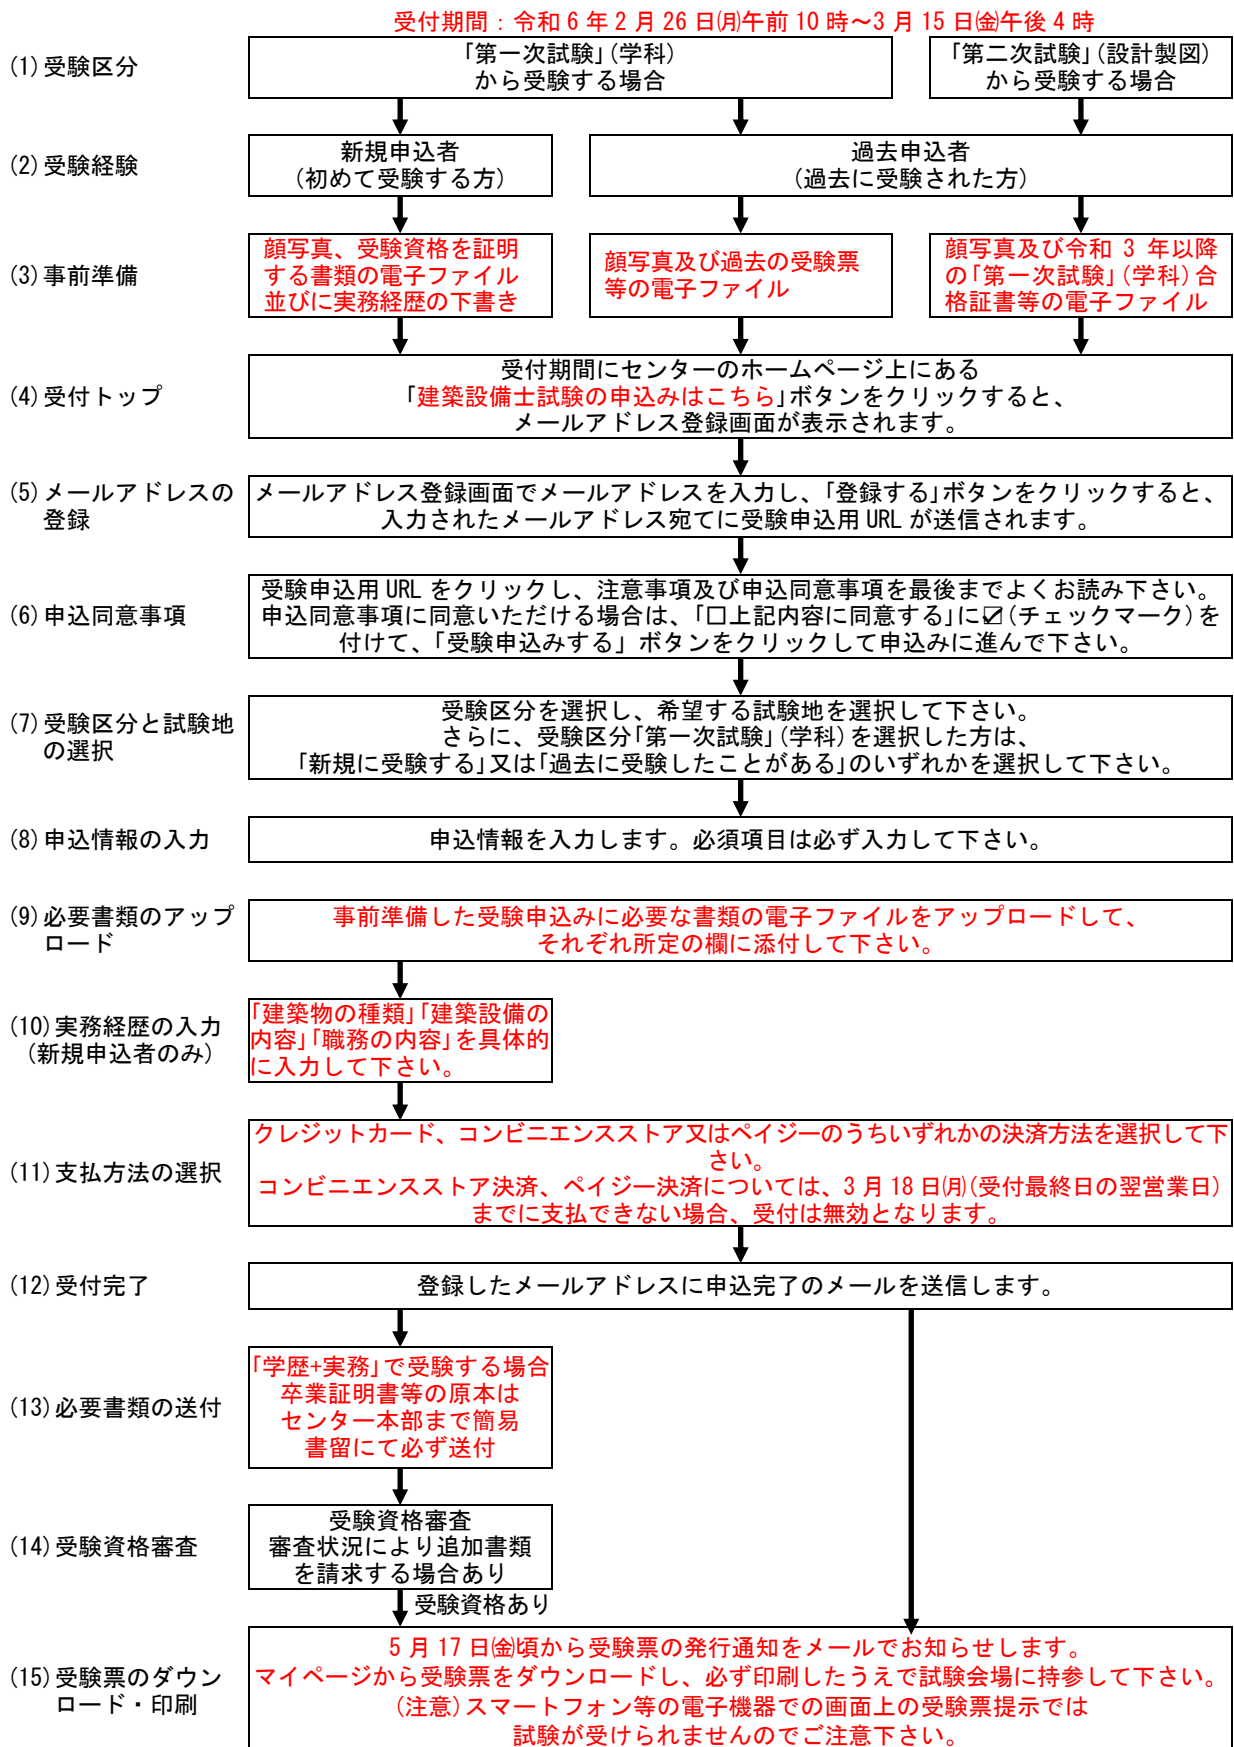 受付期間：令和6年2月26日㈪午前10時～3月15日㈮午後4時
(1)受験区分
「第一次試験」(学科)
から受験する場合
「第二次試験」(設計製図)
から受験する場合
(2)受験経験
新規申込者
(初めて受験する方)
過去申込者
(過去に受験された方)
(3)事前準備
顔写真、受験資格を証明
する書類の電子ファイル
並びに実務経歴の下書き
顔写真及び過去の受験票
等の電子ファイル
顔写真及び令和 3 年以降
の「第一次試験」(学科)合
格証書等の電子ファイル
(4)受付トップ
受付期間にセンターのホームページ上にある
「建築設備士試験の申込みはこちら」ボタンをクリックすると、
メールアドレス登録画面が表示されます。
(5)メールアドレスの
登録
メールアドレス登録画面でメールアドレスを入力し、「登録する」ボタンをクリックすると、
入力されたメールアドレス宛てに受験申込用 URL が送信されます。
(6)申込同意事項
受験申込用 URL をクリックし、注意事項及び申込同意事項を最後までよくお読み下さい。
申込同意事項に同意いただける場合は、「□上記内容に同意する」に☑(チェックマーク)を
付けて、「受験申込みする」ボタンをクリックして申込みに進んで下さい。
(7)受験区分と試験地
の選択
受験区分を選択し、希望する試験地を選択して下さい。
さらに、受験区分「第一次試験」(学科)を選択した方は、
「新規に受験する」又は「過去に受験したことがある」のいずれかを選択して下さい。
(8)申込情報の入力
申込情報を入力します。必須項目は必ず入力して下さい。
(9)必要書類のアップ
ロード
事前準備した受験申込みに必要な書類の電子ファイルをアップロードして、
それぞれ所定の欄に添付して下さい。
(10)実務経歴の入力
(新規申込者のみ)
「建築物の種類」「建築設備の
内容」「職務の内容」を具体的
に入力して下さい。
(11)支払方法の選択
クレジットカード、コンビニエンスストア又はペイジーのうちいずれかの決済方法を選択して下
さい。
コンビニエンスストア決済、ペイジー決済については、3月18日㈪(受付最終日の翌営業日)
までに支払できない場合、受付は無効となります。
(12)受付完了
登録したメールアドレスに申込完了のメールを送信します。
(13)必要書類の送付
「学歴+実務」で受験する場合
卒業証明書等の原本は
センター本部まで簡易
書留にて必ず送付
(14)受験資格審査
受験資格審査
審査状況により追加書類
を請求する場合あり
受験資格あり
(15)受験票のダウン
ロード・印刷
5月17日㈮頃から受験票の発行通知をメールでお知らせします。
マイページから受験票をダウンロードし、必ず印刷したうえで試験会場に持参して下さい。
(注意)スマートフォン等の電子機器での画面上の受験票提示では
試験が受けられませんのでご注意下さい。